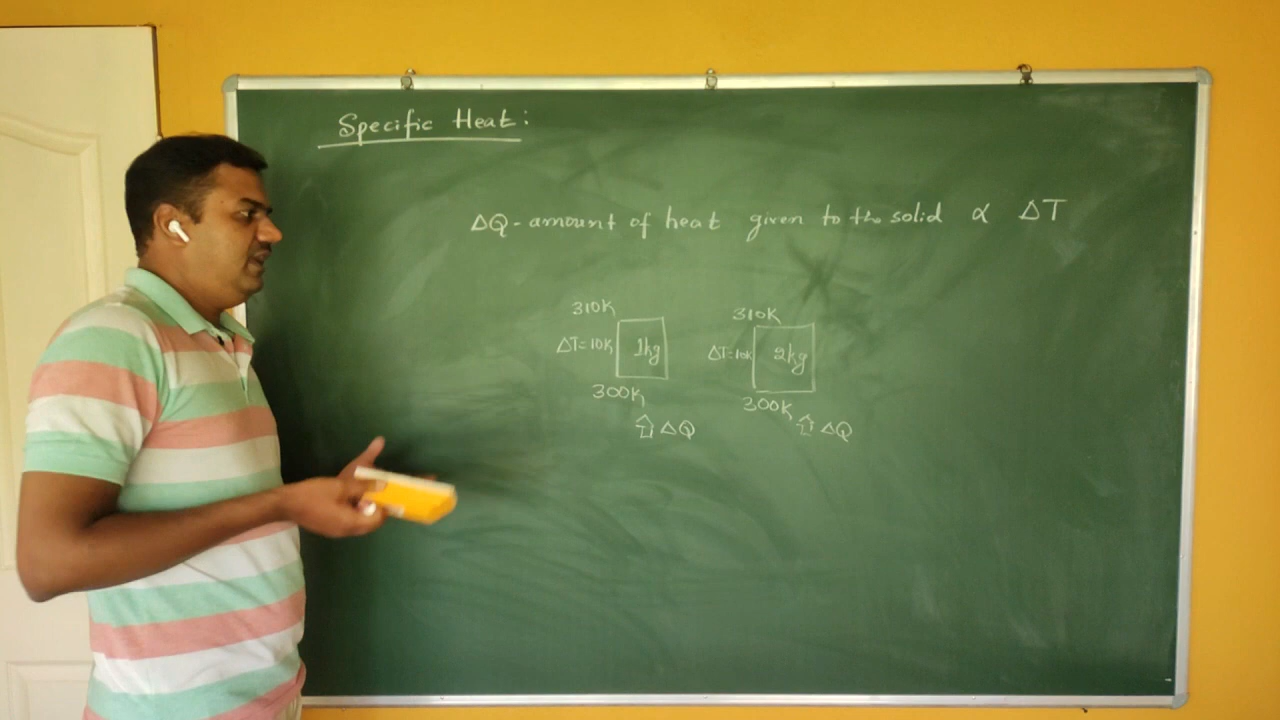 Specific Heat:
ΔQ - amount of heat given to the solid ∝ ΔT
310K 310K
ΔT=10K 1kg ΔT=10K 2kg
300K 300K
⇧ ΔQ ⇧ ΔQ